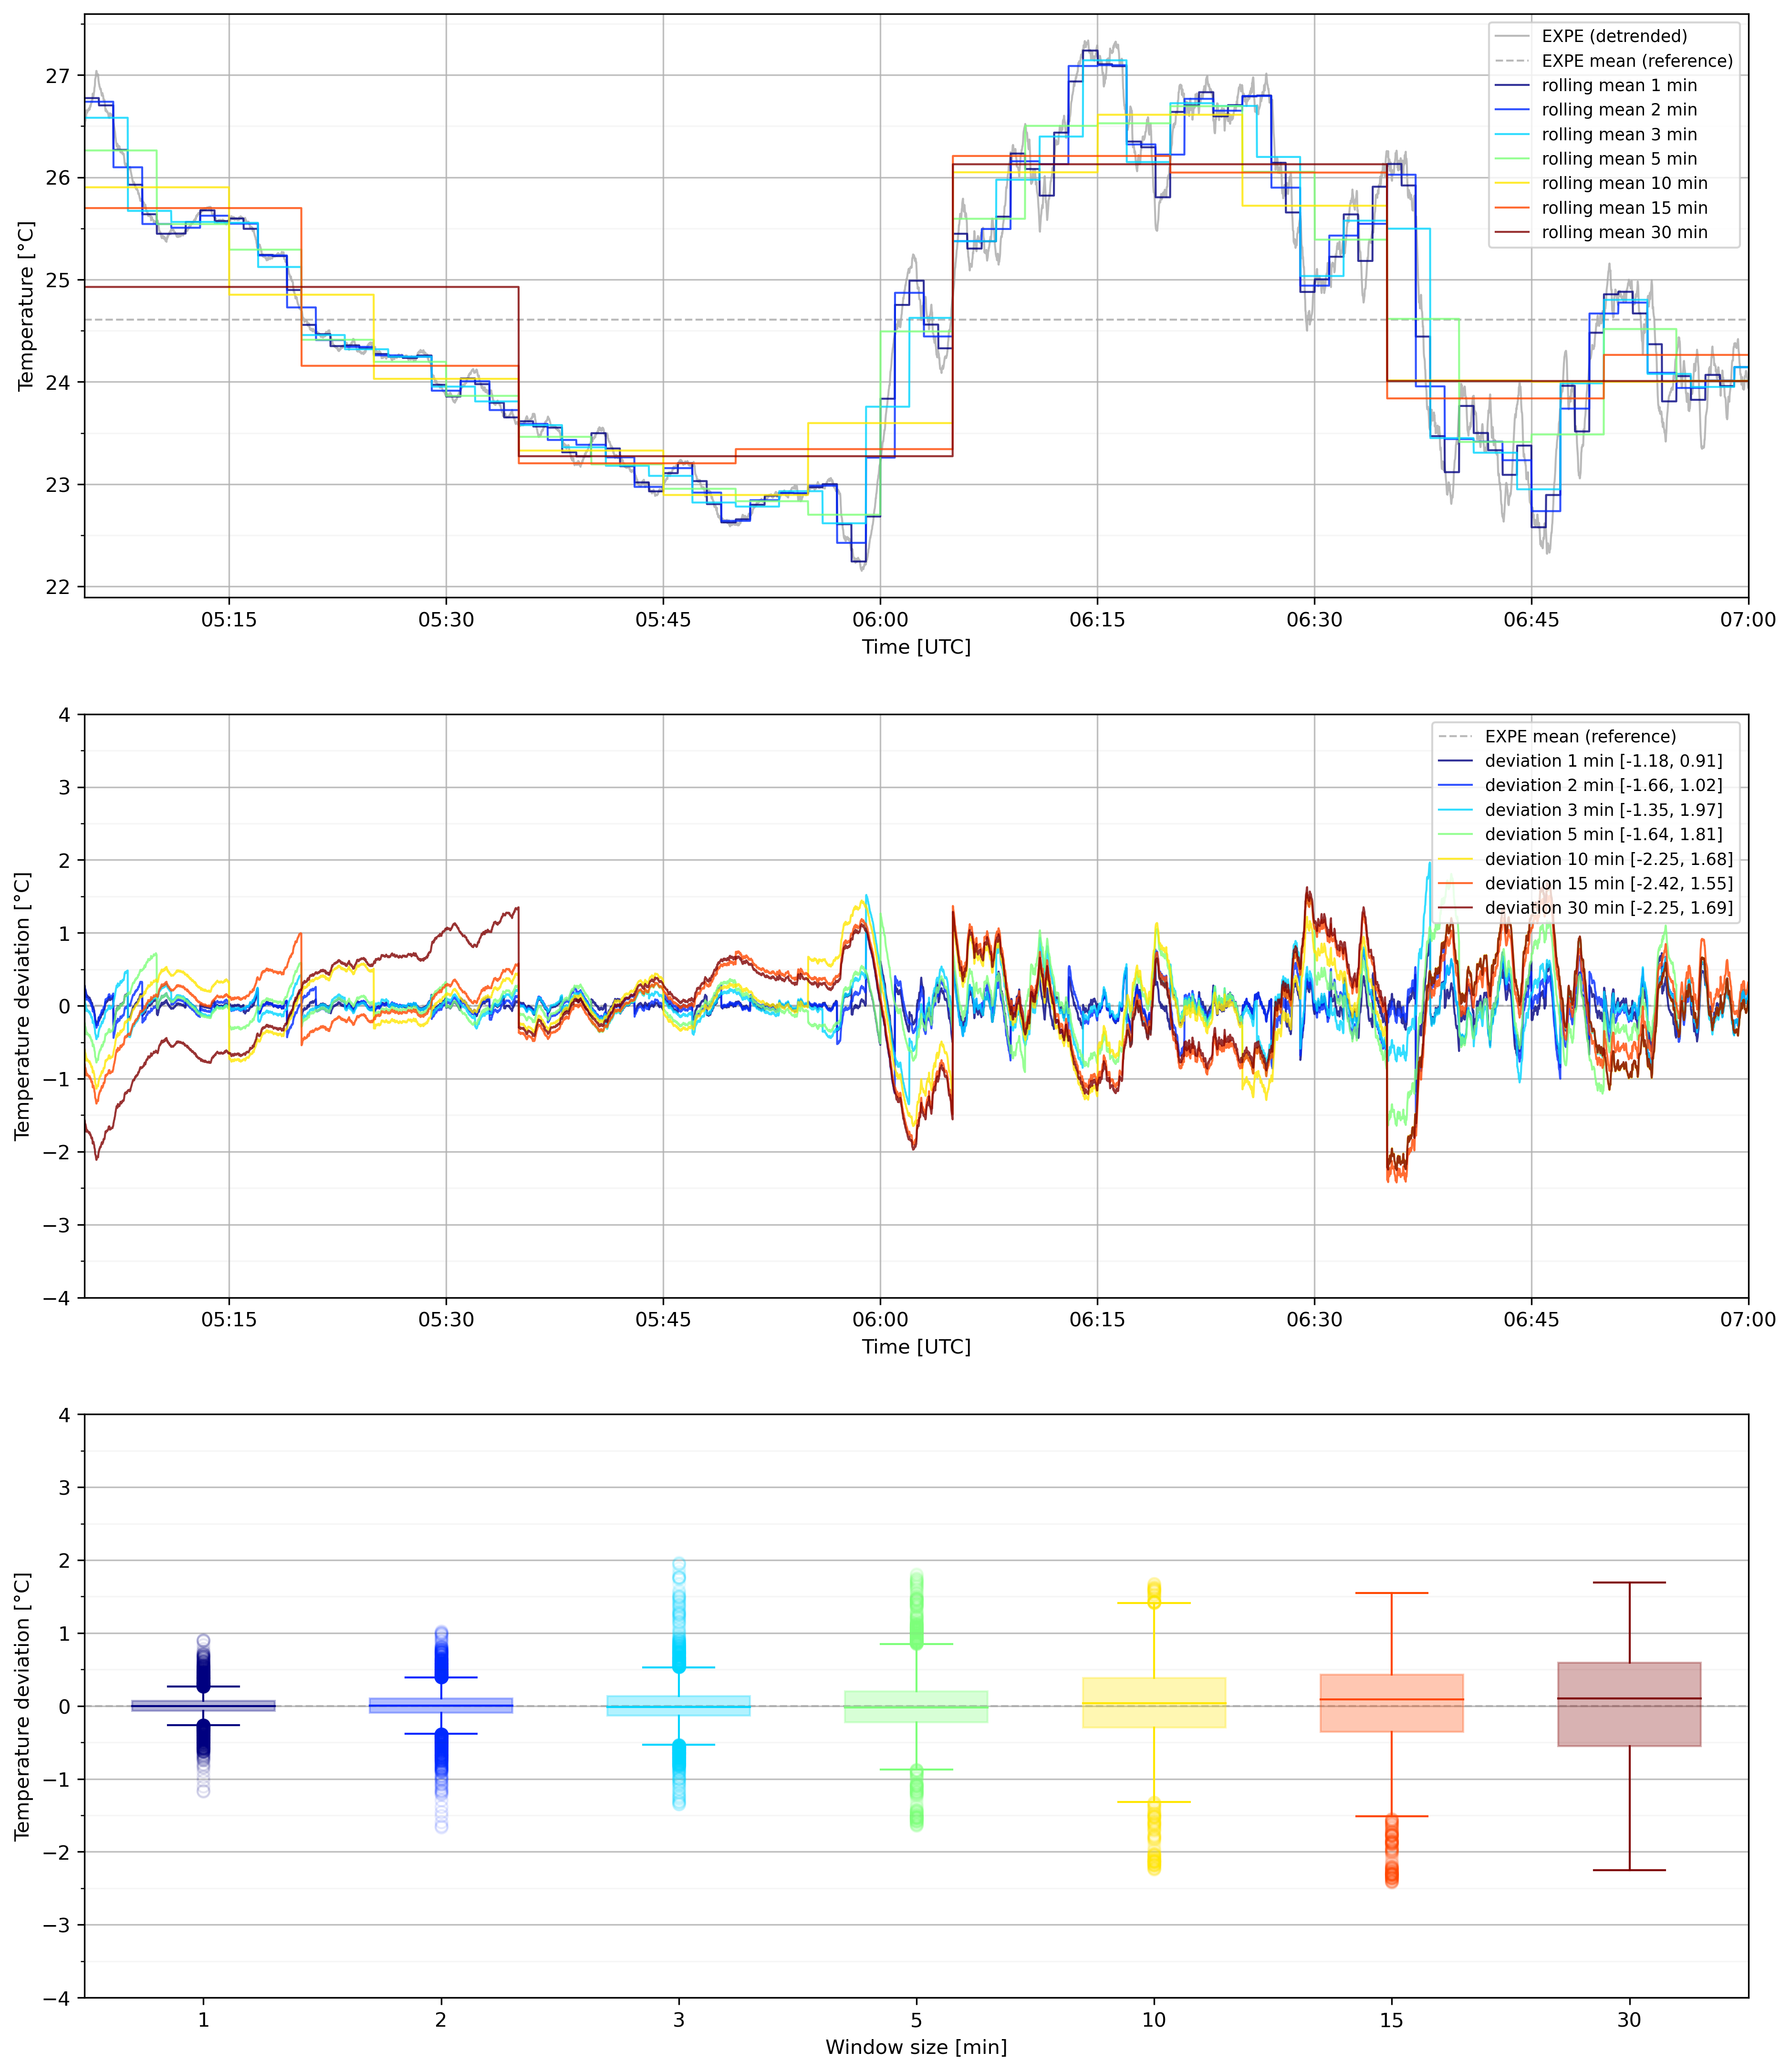 27
26
25
24
23
22
Temperature [°C]
EXPE (detrended)
EXPE mean (reference)
rolling mean 1 min
rolling mean 2 min
rolling mean 3 min
rolling mean 5 min
rolling mean 10 min
rolling mean 15 min
rolling mean 30 min
05:15 05:30 05:45 06:00 06:15 06:30 06:45 07:00
Time [UTC]
4
3
2
1
0
−1
−2
−3
−4
Temperature deviation [°C]
EXPE mean (reference)
deviation 1 min [-1.18, 0.91]
deviation 2 min [-1.66, 1.02]
deviation 3 min [-1.35, 1.97]
deviation 5 min [-1.64, 1.81]
deviation 10 min [-2.25, 1.68]
deviation 15 min [-2.42, 1.55]
deviation 30 min [-2.25, 1.69]
05:15 05:30 05:45 06:00 06:15 06:30 06:45 07:00
Time [UTC]
4
3
2
1
0
−1
−2
−3
−4
Temperature deviation [°C]
1 2 3 5 10 15 30
Window size [min]